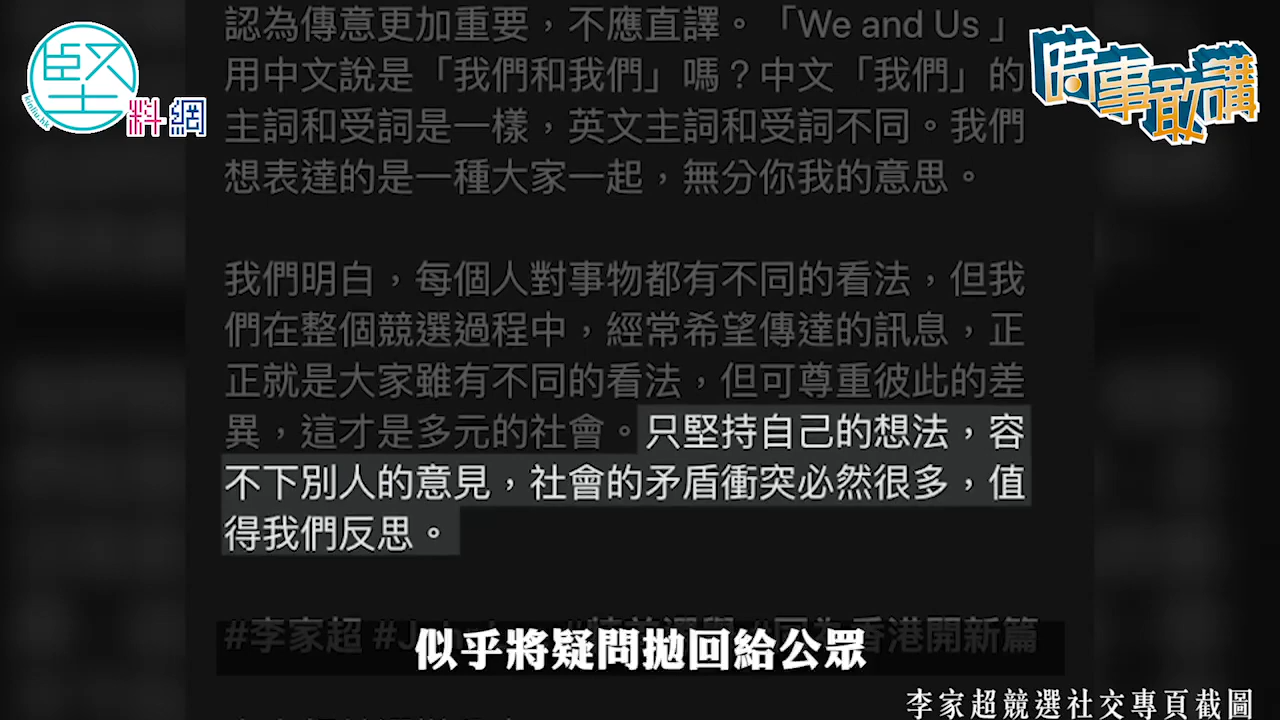 認為傳意更加重要，不應直譯。「We and Us」
用中文說是「我們和我們」嗎？中文「我們」的
主詞和受詞是一樣，英文主詞和受詞不同。我們
想表達的是一種大家一起，無分你我的意思。
我們明白，每個人對事物都有不同的看法，但我
們在整個競選過程中，經常希望傳達的訊息，正
正就是大家雖有不同的看法，但可尊重彼此的差
異，這才是多元的社會。只堅持自己的想法，容
不下別人的意見，社會的矛盾衝突必然很多，值
得我們反思。
#李家超
香港開新篇
似乎將疑問拋回給公眾
李家超競選社交專頁截圖
堅料網
kinliu.hk
時事敢講